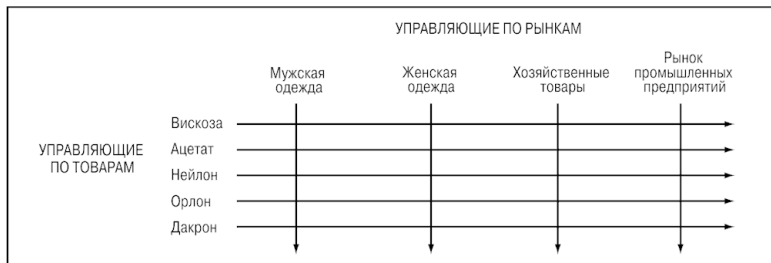 УПРАВЛЯЮЩИЕ ПО РЫНКАМ
Мужская
одежда
Женская
одежда
Хозяйственные
товары
Рынок
промышленных
предприятий
УПРАВЛЯЮЩИЕ
ПО ТОВАРАМ
Вискоза
Ацетат
Нейлон
Орлон
Дакрон